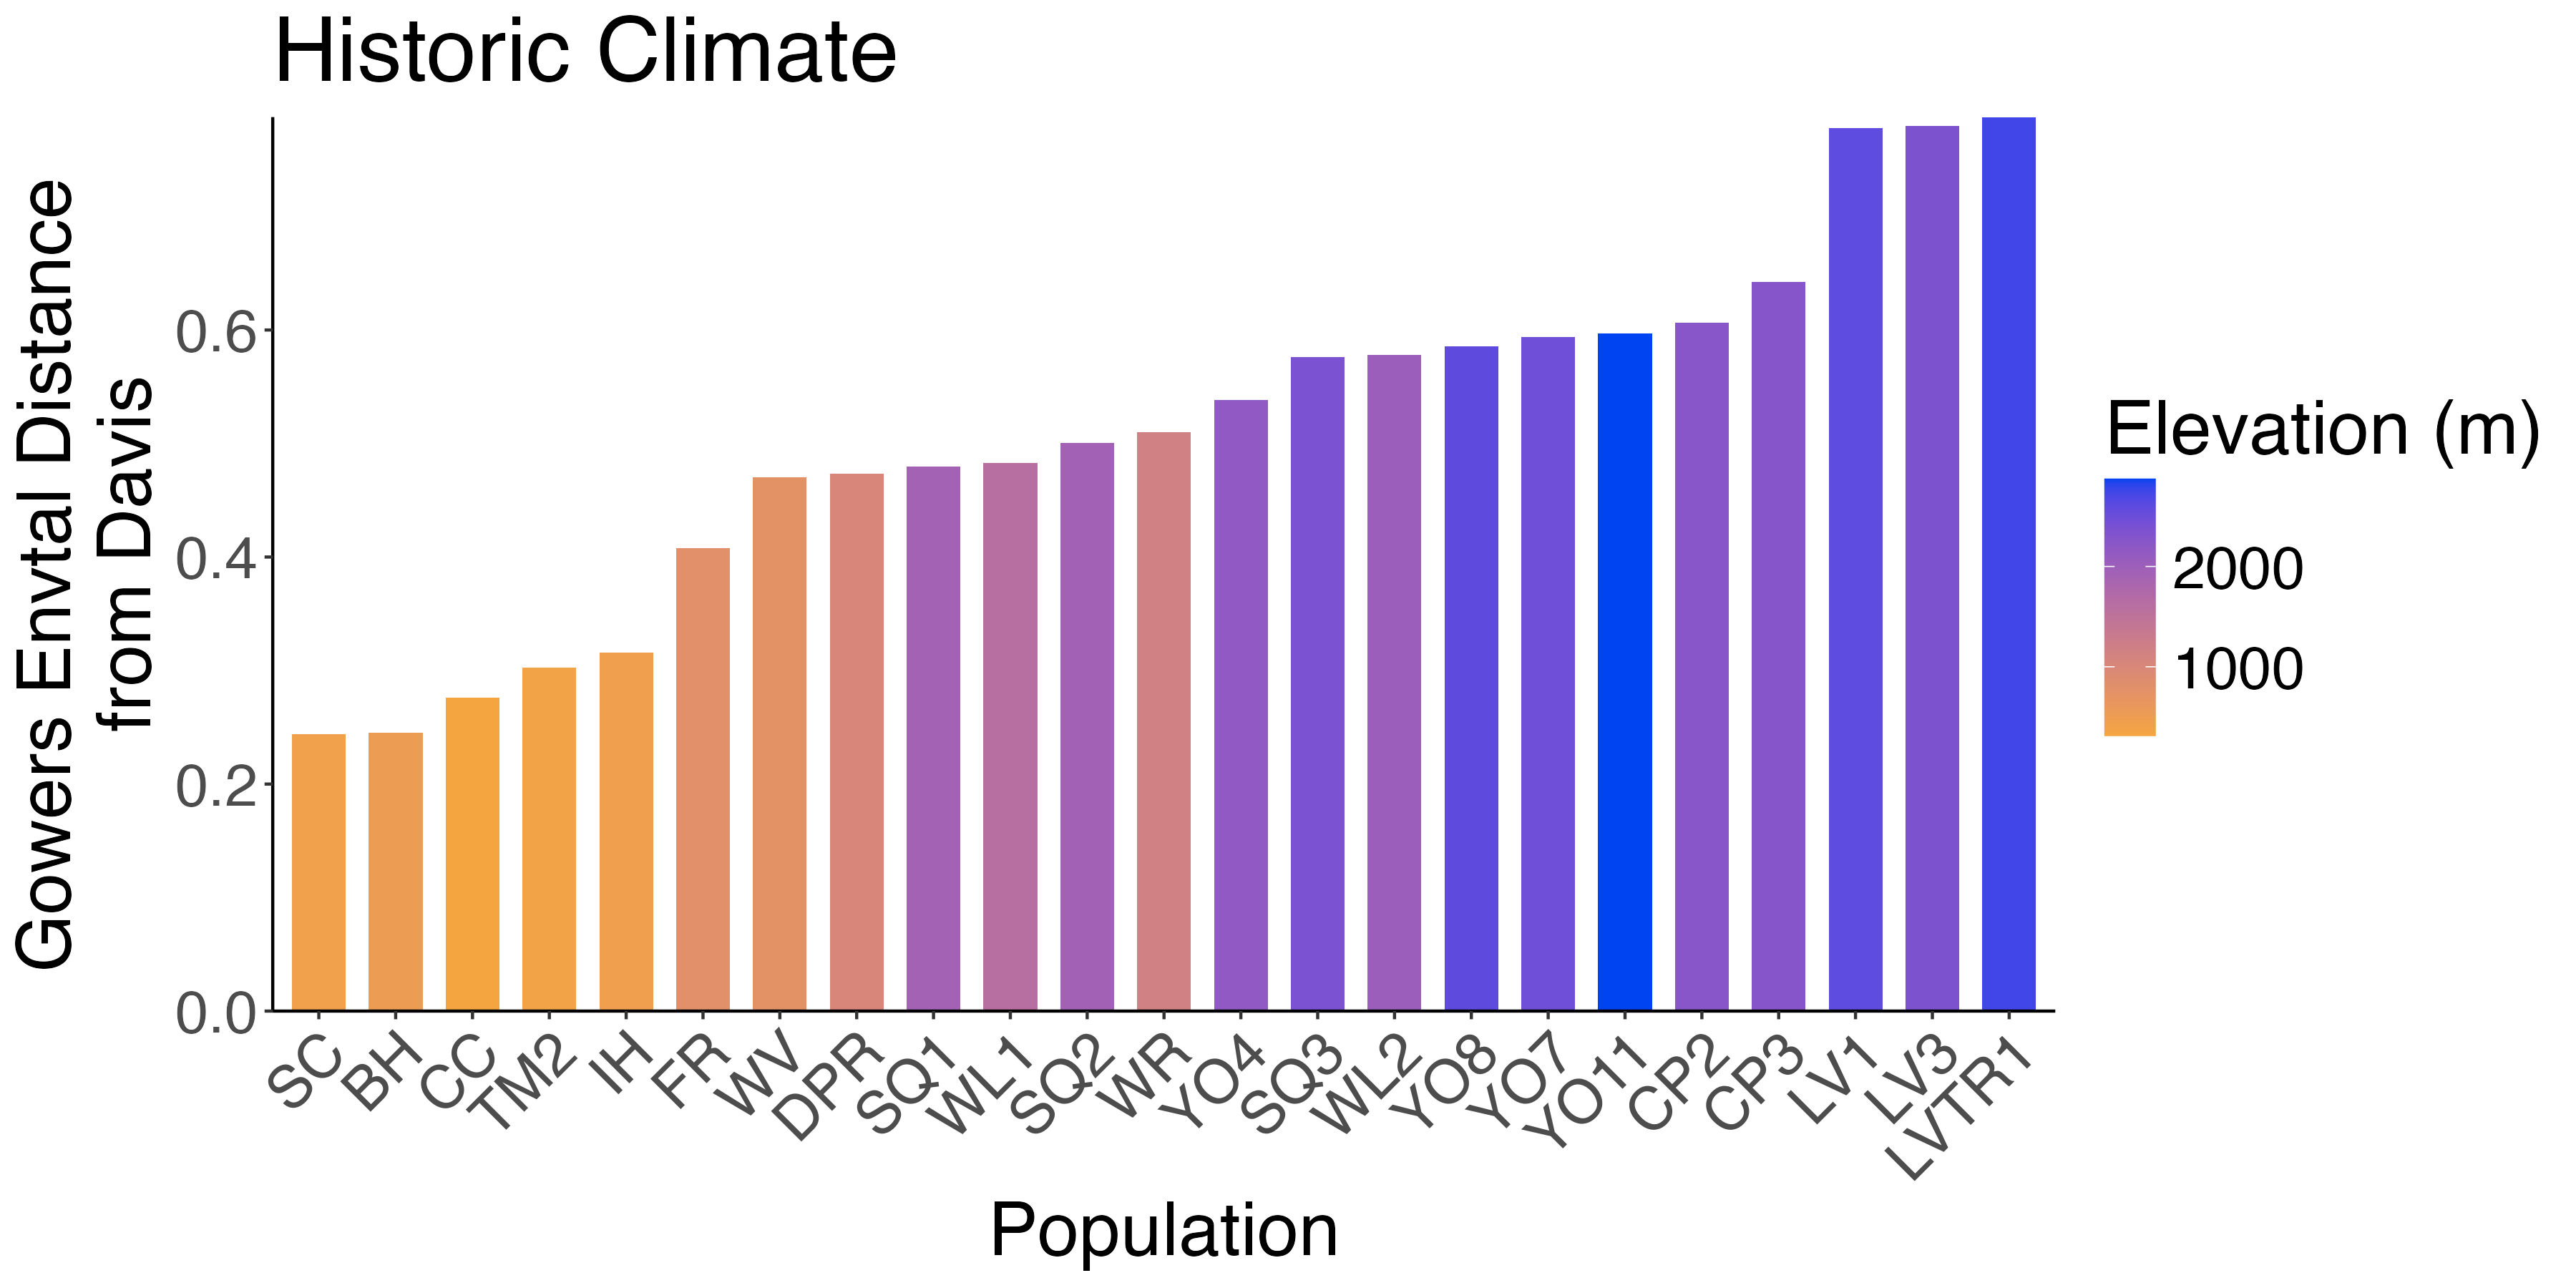 Historic Climate
Gowers Envtal Distance
from Davis
0.6
0.4
0.2
0.0
SC
BH
CC
TM2
IH
FR
WV
DPR
SQ1
WL1
SQ2
WR
YO4
SQ3
WL2
YO8
YO7
YO11
CP2
CP3
LV1
LV3
LVTR1
Population
Elevation (m)
2000
1000